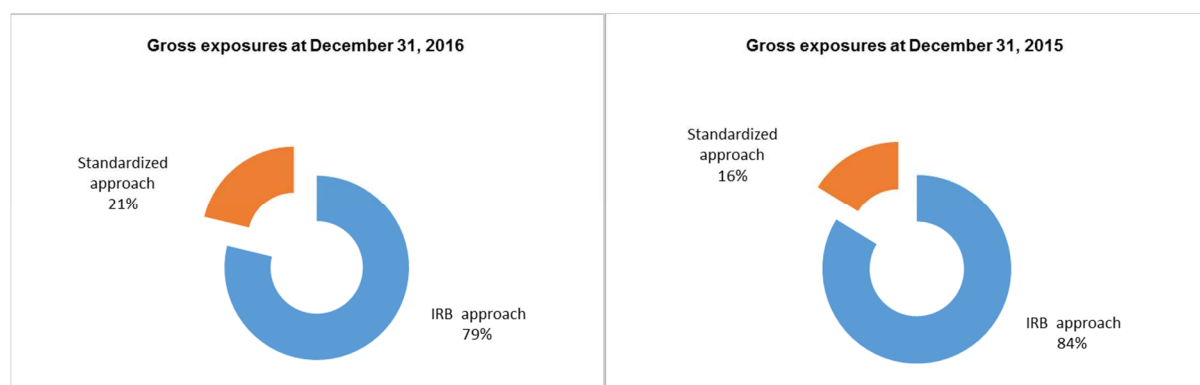 Gross exposures at December 31, 2016
Standardized
approach
21%
IRB approach
79%
Gross exposures at December 31, 2015
Standardized
approach
16%
IRB approach
84%